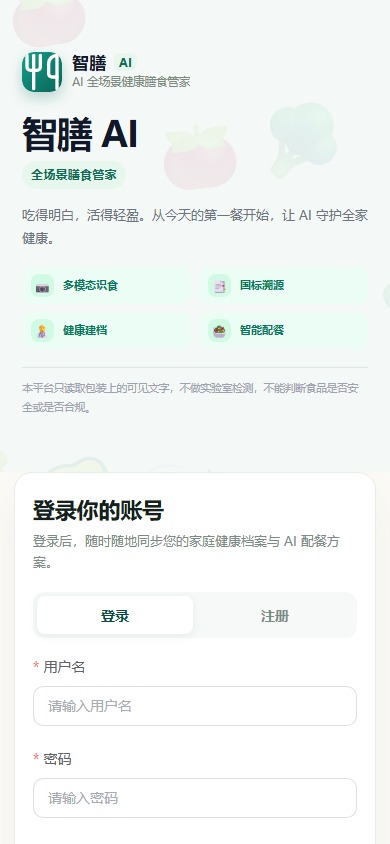 智膳 AI
AI 全场景健康膳食管家
智膳 AI
全场景膳食管家
吃得明白，活得轻盈。从今天的第一餐开始，让 AI 守护全家
健康。
多模态识食
国标溯源
健康建档
智能配餐
本平台只读取包装上的可见文字，不做实验室检测，不能判断食品是否安
全或是否合规。
登录你的账号
登录后，随时随地同步您的家庭健康档案与 AI 配餐方
案。
登录
注册
* 用户名
请输入用户名
* 密码
请输入密码